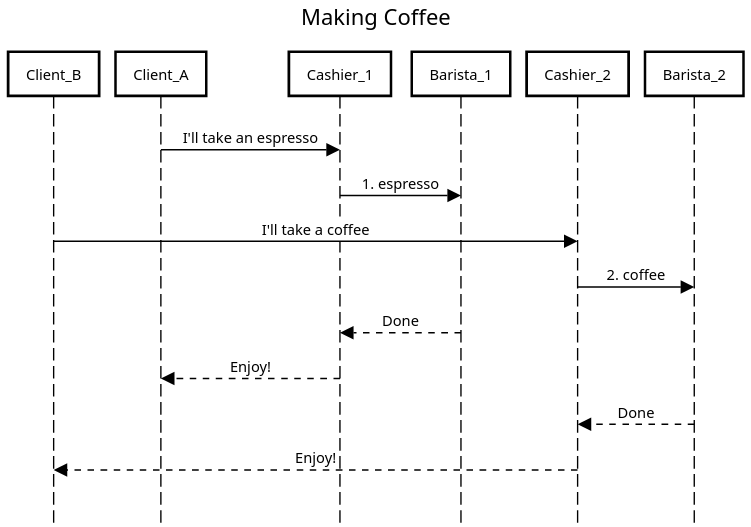 Making Coffee
Client_B
Client_A
Cashier_1
Barista_1
Cashier_2
Barista_2
I'll take an espresso
1. espresso
I'll take a coffee
2. coffee
Done
Enjoy!
Done
Enjoy!